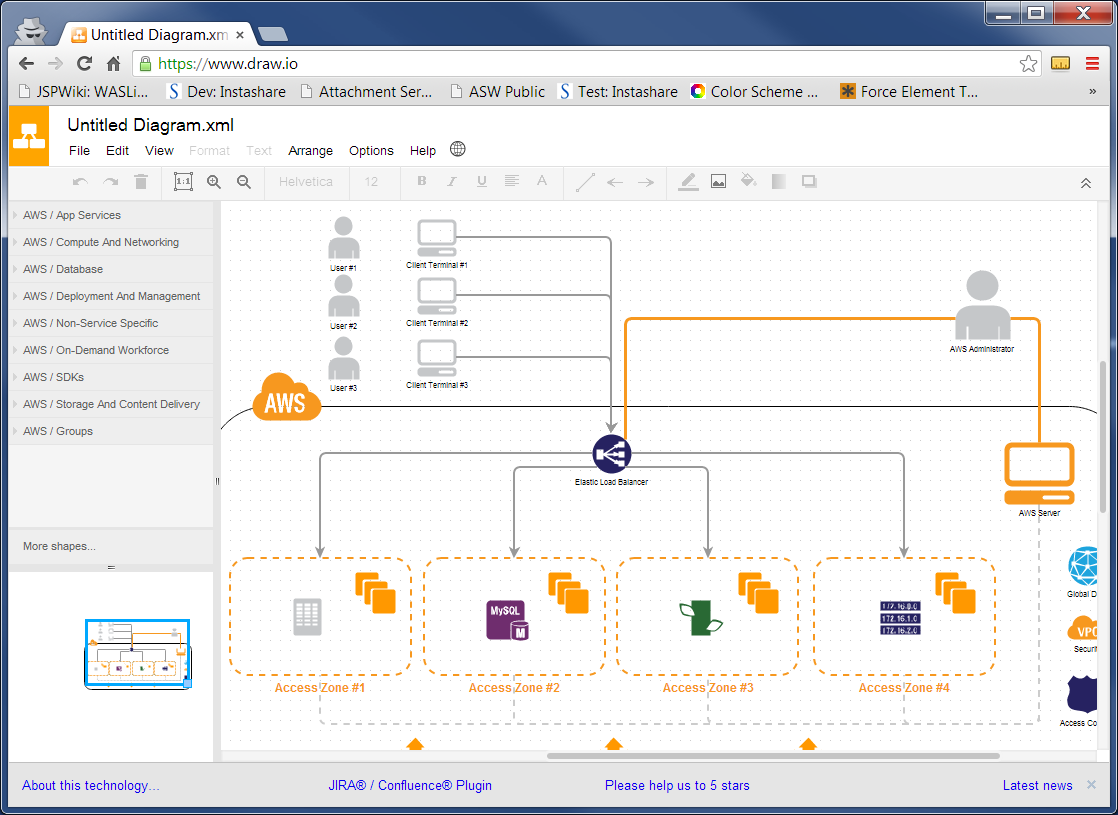 Untitled Diagram.xm
https://www.draw.io
JSPWiki: WASLi... Dev: Instashare Attachment Ser... ASW Public Test: Instashare Color Scheme ... Force Element T... »
Untitled Diagram.xml
File Edit View Format Text Arrange Options Help
1:1 Helvetica 12 B I U A
AWS / App Services
AWS / Compute And Networking
AWS / Database
AWS / Deployment And Management
AWS / Non-Service Specific
AWS / On-Demand Workforce
AWS / SDKs
AWS / Storage And Content Delivery
AWS / Groups
More shapes...
User #1
Client Terminal #1
User #2
Client Terminal #2
User #3
Client Terminal #3
AWS Administrator
AWS
Elastic Load Balancer
AWS Server
MySQL
M
172.16.0.0
172.16.1.0
172.16.2.0
Global D
VPC
Securit
Access Co
Access Zone #1
Access Zone #2
Access Zone #3
Access Zone #4
About this technology... JIRA® / Confluence® Plugin Please help us to 5 stars Latest news